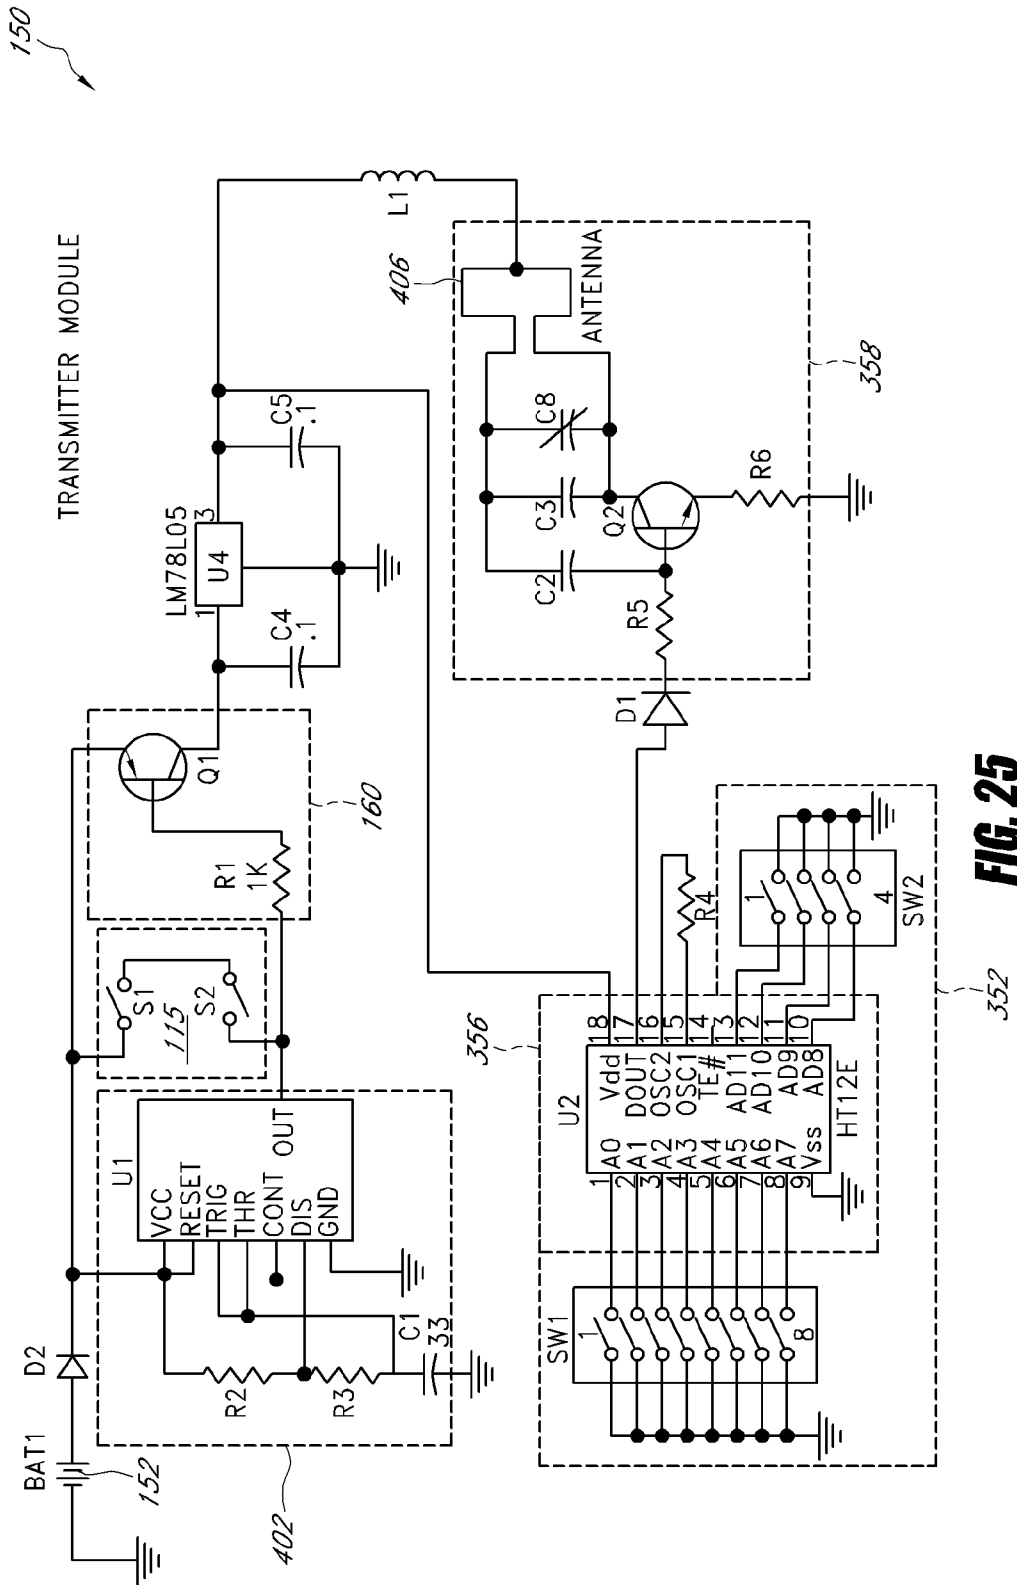 150
TRANSMITTER MODULE
BAT1
152
D2
402
U1
VCC
RESET
TRIG
THR
CONT
DIS
GND
OUT
R2
R3
C1
33
S1
115
S2
R1
1K
Q1
160
LM78L05
1
U4
3
C4
.1
C5
.1
L1
406
ANTENNA
C8
C3
C2
Q2
R5
R6
358
D1
356
U2
SW1
1
8
1 A0
2 A1
3 A2
4 A3
5 A4
6 A5
7 A6
8 A7
9 Vss
Vdd 18
DOUT 17
OSC2 16
OSC1 15
TE# 14
AD11 13
AD10 12
AD9 11
AD8 10
HT12E
R4
1
4
SW2
352
FIG. 25